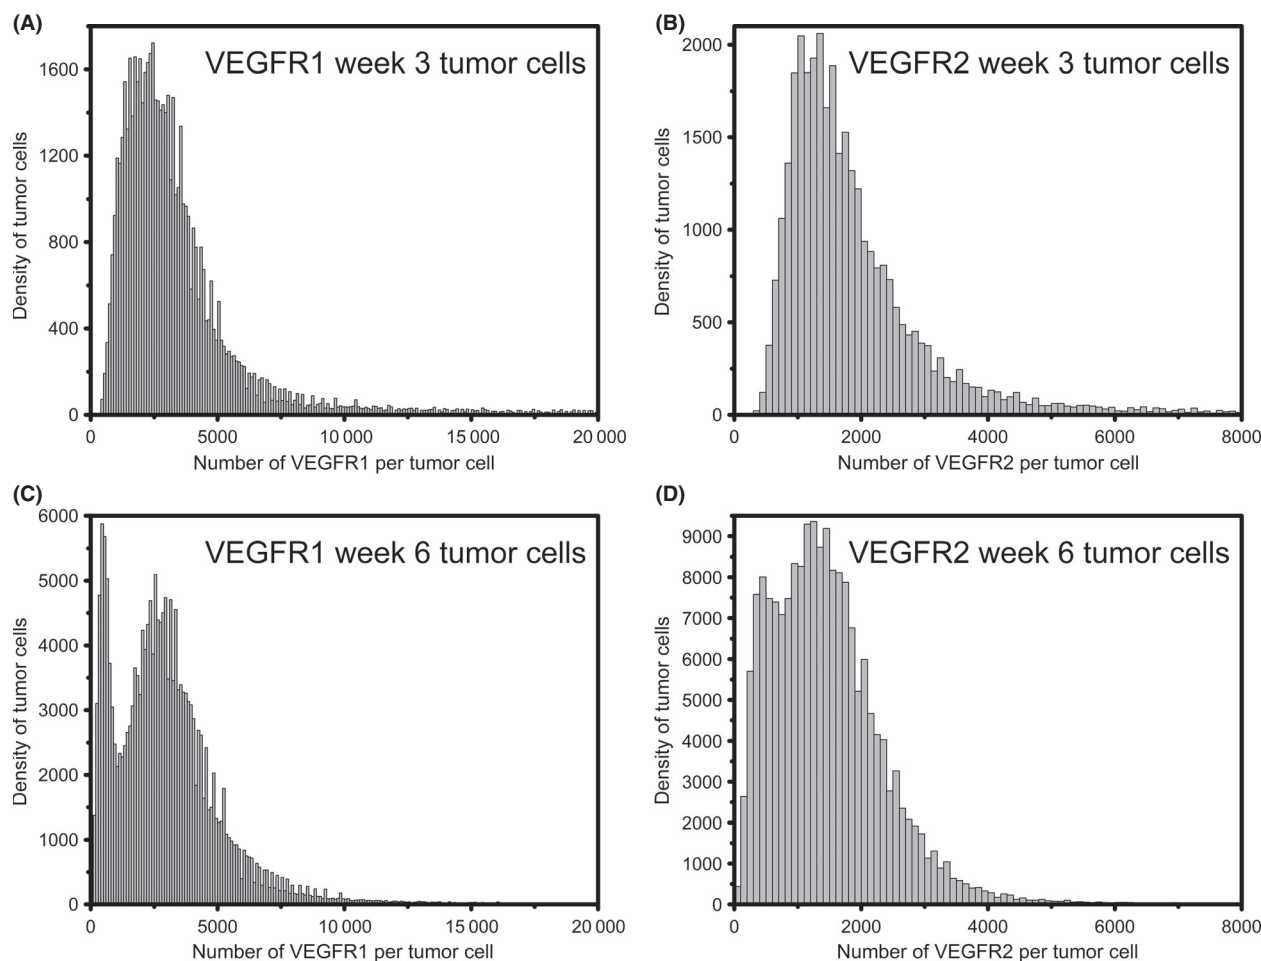 (A)
VEGFR1 week 3 tumor cells
Density of tumor cells
1600
1200
800
400
0
0 5000 10 000 15 000 20 000
Number of VEGFR1 per tumor cell
(B)
VEGFR2 week 3 tumor cells
Density of tumor cells
2000
1500
1000
500
0
0 2000 4000 6000 8000
Number of VEGFR2 per tumor cell
(C)
VEGFR1 week 6 tumor cells
Density of tumor cells
6000
5000
4000
3000
2000
1000
0
0 5000 10 000 15 000 20 000
Number of VEGFR1 per tumor cell
(D)
VEGFR2 week 6 tumor cells
Density of tumor cells
9000
8000
7000
6000
5000
4000
3000
2000
1000
0
0 2000 4000 6000 8000
Number of VEGFR2 per tumor cell